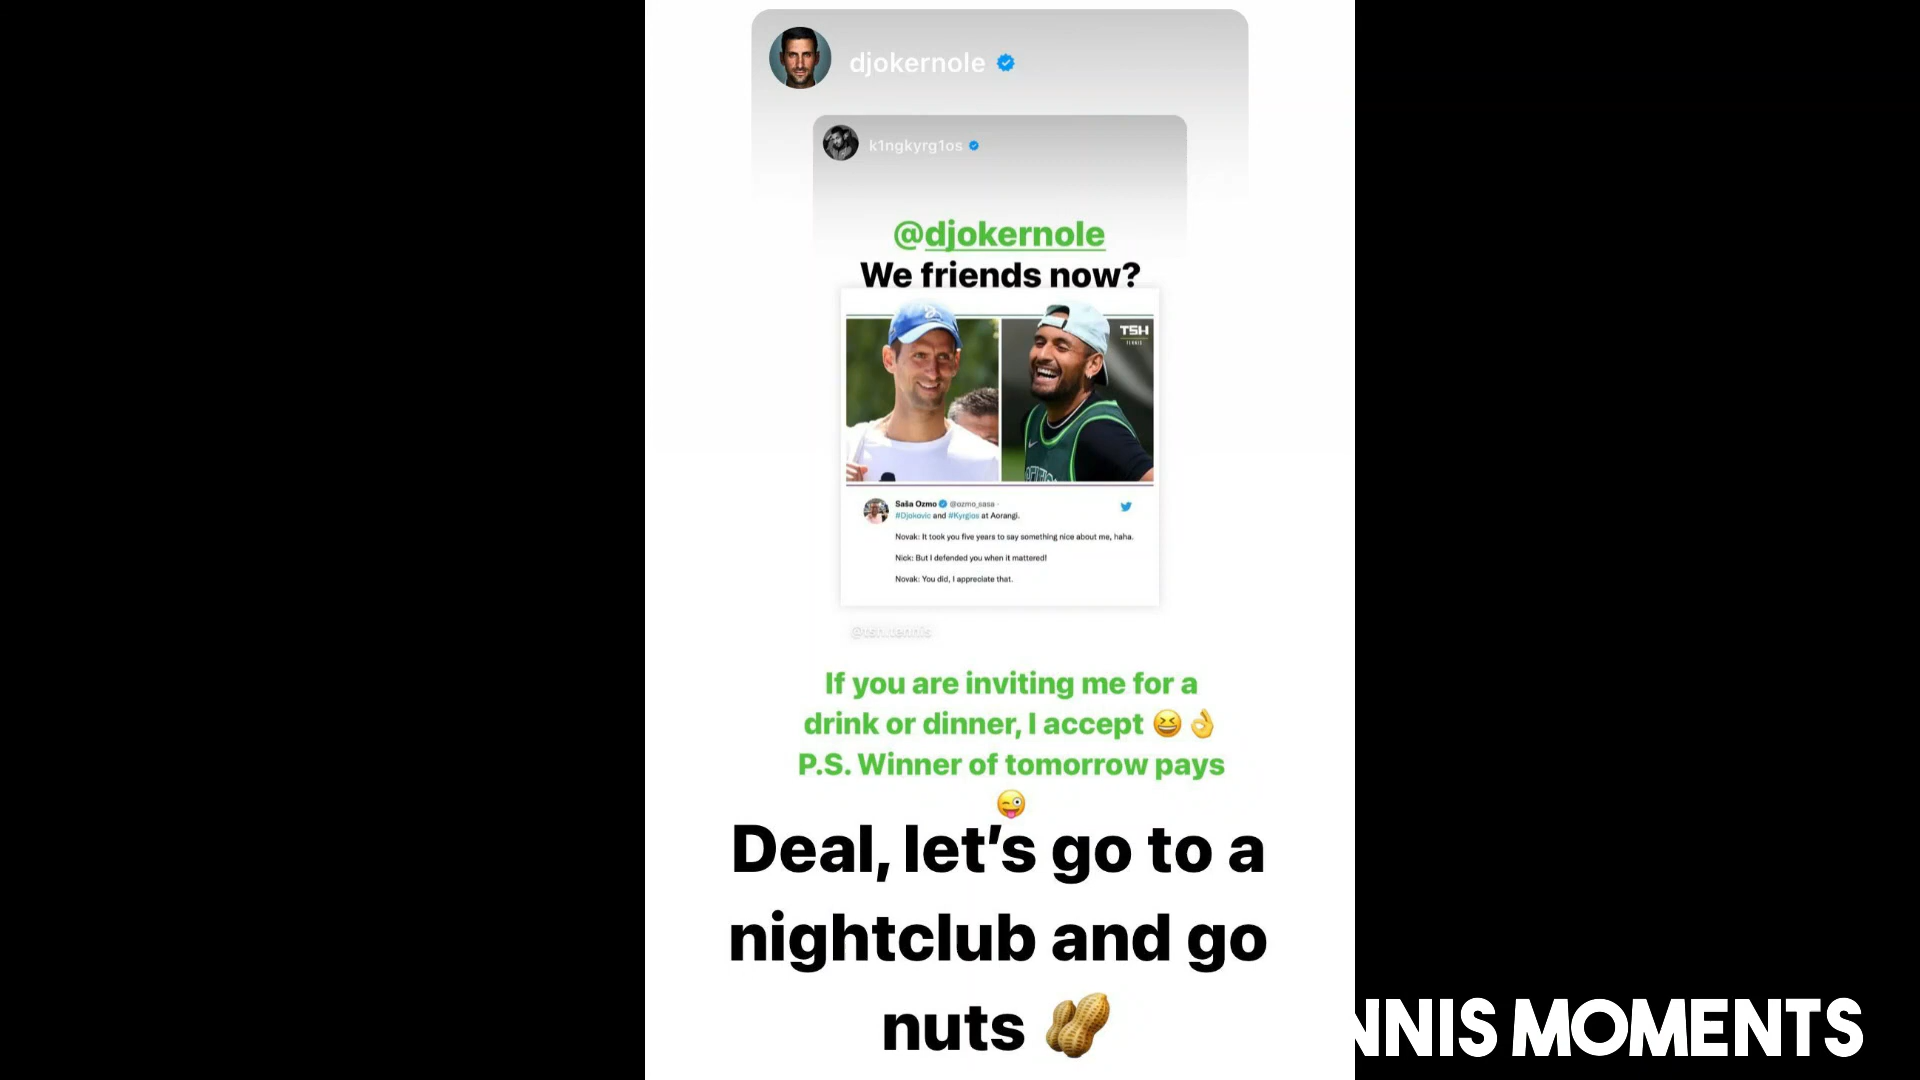 djokernole
k1ngkyrg1os
@djokernole
We friends now?
TSH
TENNIS
Saša Ozmo @ozmo_sasa ·
#Djokovic and #Kyrgios at Aorangi.
Novak: It took you five years to say something nice about me, haha.
Nick: But I defended you when it mattered!
Novak: You did, I appreciate that.
@tsh.tennis
If you are inviting me for a
drink or dinner, I accept 😆👌
P.S. Winner of tomorrow pays
😜
Deal, let's go to a
nightclub and go
nuts 🥜
NNIS MOMENTS